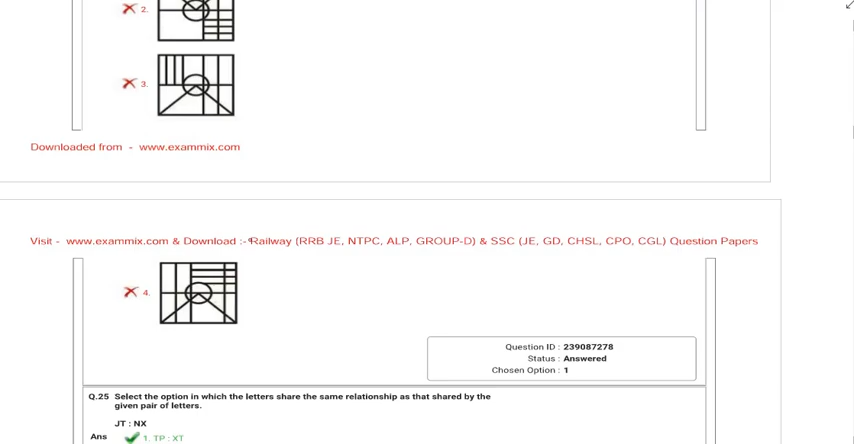 2.
3.
Downloaded from - www.exammix.com
Visit - www.exammix.com & Download :- Railway (RRB JE, NTPC, ALP, GROUP-D) & SSC (JE, GD, CHSL, CPO, CGL) Question Papers
4.
Question ID : 239087278
Status : Answered
Chosen Option : 1
Q.25 Select the option in which the letters share the same relationship as that shared by the
given pair of letters.
JT : NX
Ans 1. TP : XT